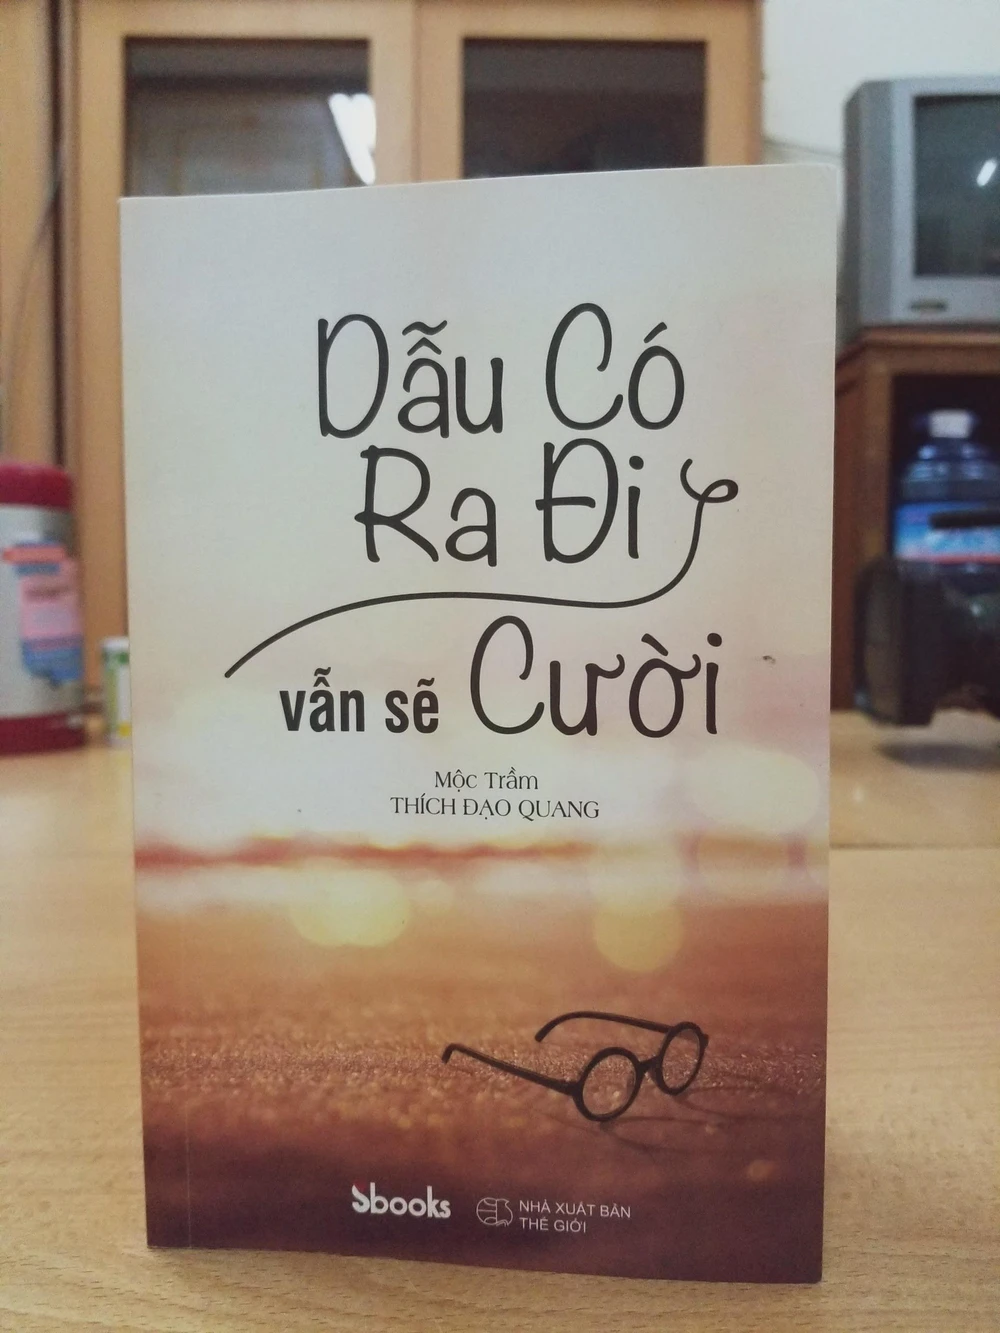 Dẫu Có
Ra Đi
vẫn sẽ Cười
Mộc Trầm
THÍCH ĐẠO QUANG
Sbooks
NHÀ XUẤT BẢN
THẾ GIỚI